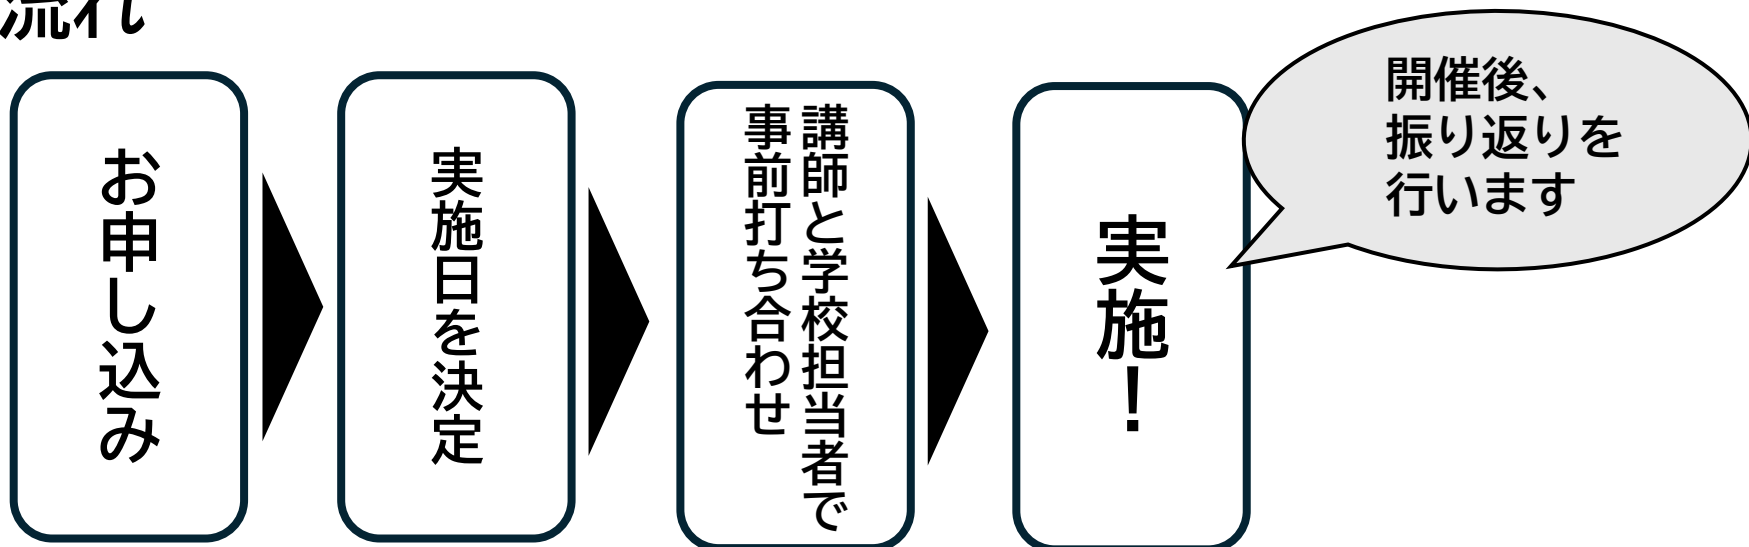 流れ
お申し込み
実施日を決定
講師と学校担当者で
事前打ち合わせ
実施！
開催後、
振り返りを
行います